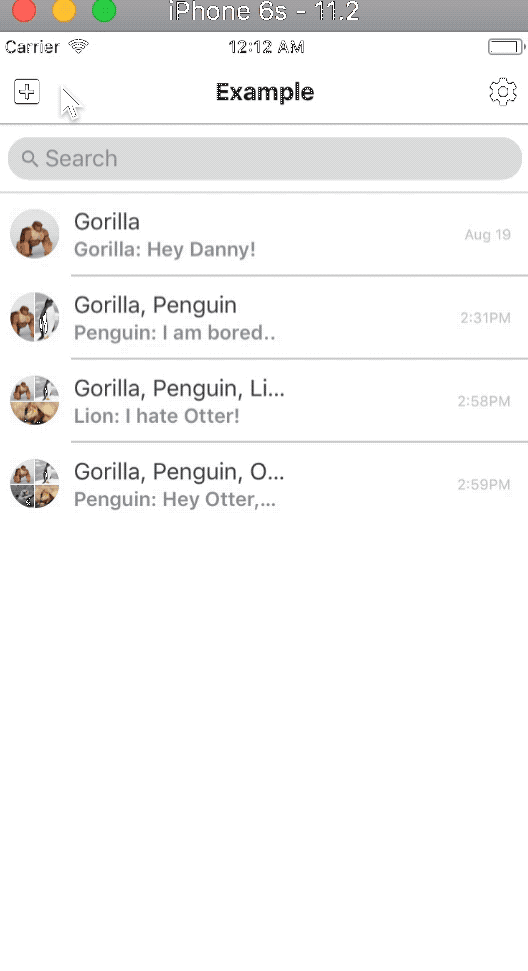 iPhone 6s - 11.2
Carrier 12:12 AM
Example
Search
Gorilla
Gorilla: Hey Danny!
Aug 19
Gorilla, Penguin
Penguin: I am bored..
2:31PM
Gorilla, Penguin, Li...
Lion: I hate Otter!
2:58PM
Gorilla, Penguin, O...
Penguin: Hey Otter,...
2:59PM